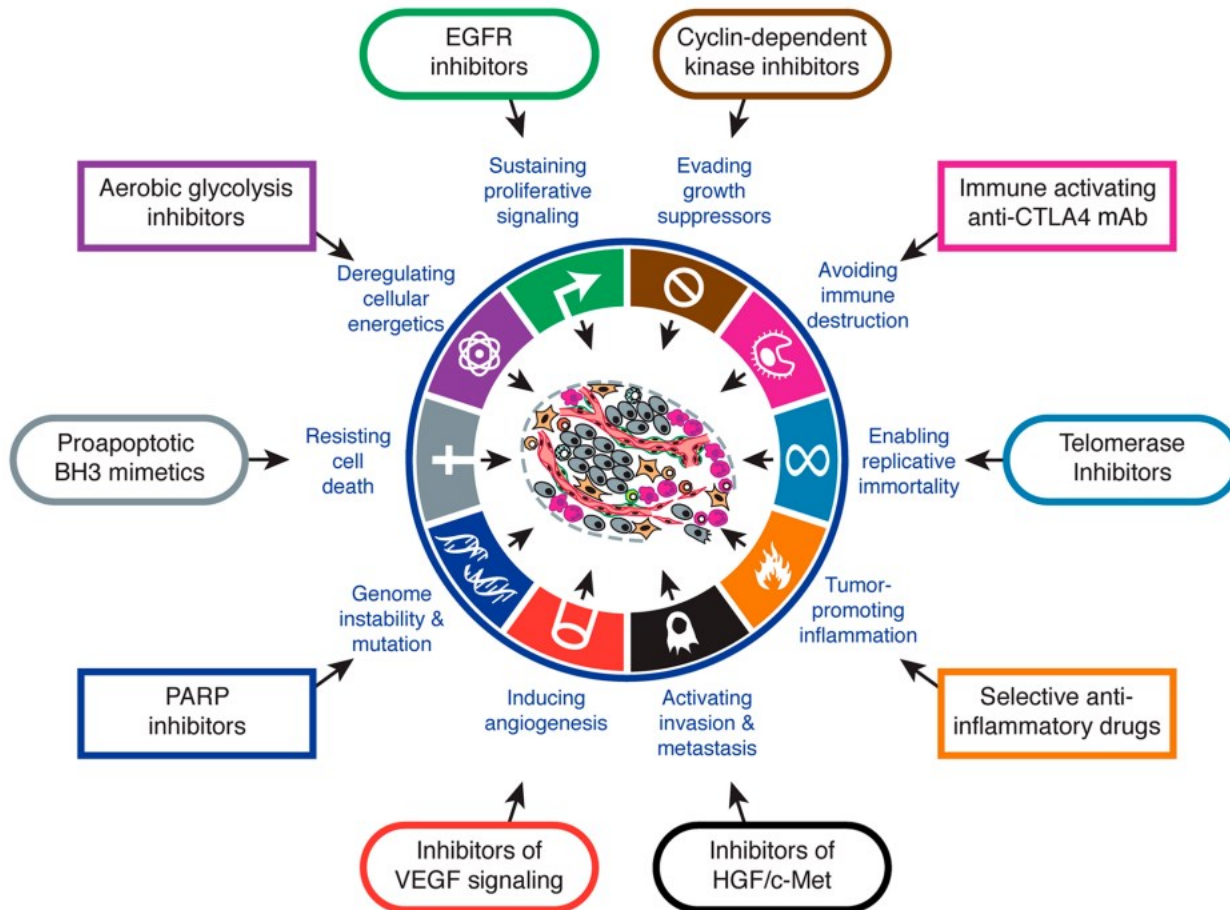 EGFR
inhibitors
Cyclin-dependent
kinase inhibitors
Sustaining
proliferative
signaling
Evading
growth
suppressors
Aerobic glycolysis
inhibitors
Immune activating
anti-CTLA4 mAb
Deregulating
cellular
energetics
Avoiding
immune
destruction
Proapoptotic
BH3 mimetics
Resisting
cell
death
Enabling
replicative
immortality
Telomerase
Inhibitors
Genome
instability &
mutation
Tumor-
promoting
inflammation
PARP
inhibitors
Inducing
angiogenesis
Activating
invasion &
metastasis
Selective anti-
inflammatory drugs
Inhibitors of
VEGF signaling
Inhibitors of
HGF/c-Met